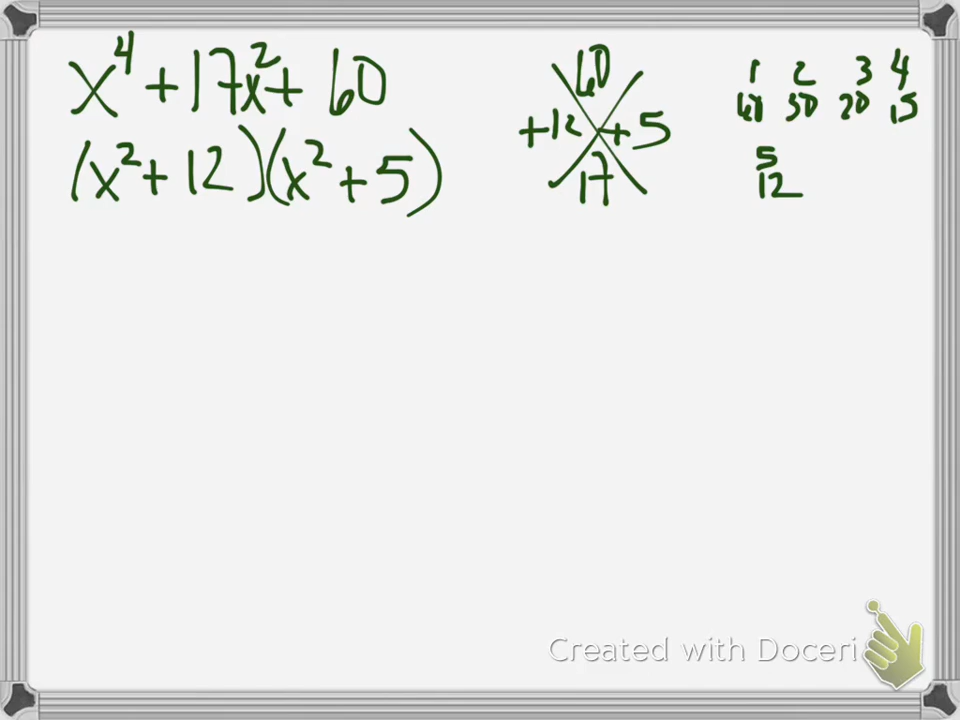 x⁴ + 17x² + 60
(x² + 12)(x² + 5)
60
+12 +5
17
1 2 3 4
60 30 20 15
5
12
Created with Doceri